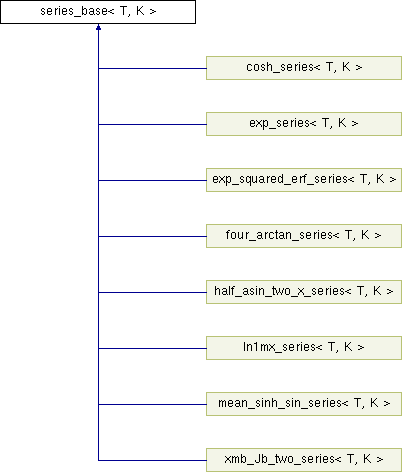 series_base< T, K >
cosh_series< T, K >
exp_series< T, K >
exp_squared_erf_series< T, K >
four_arctan_series< T, K >
half_asin_two_x_series< T, K >
ln1mx_series< T, K >
mean_sinh_sin_series< T, K >
xmb_Jb_two_series< T, K >